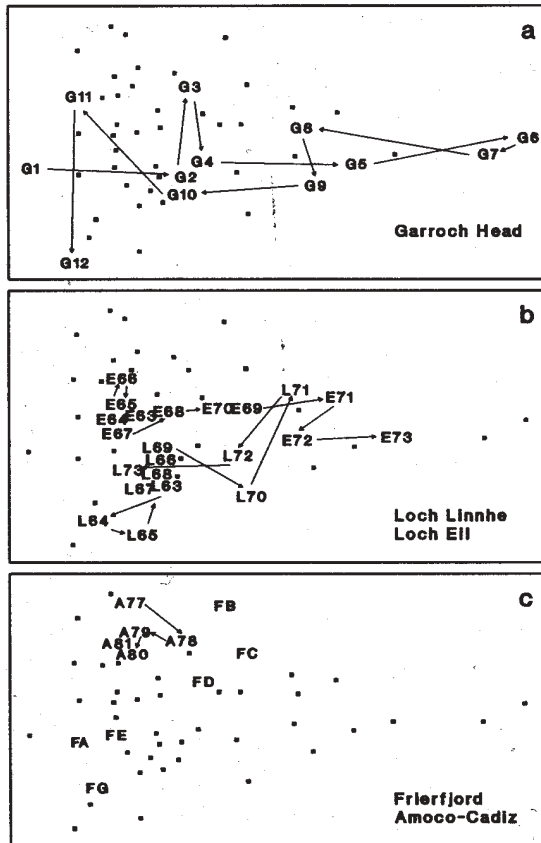 a
G3
G11
G8
G6
G7
G4
G5
G1
G2
G9
G10
Garroch Head
G12
b
E66
L71
E71
E65
E64 E63 E68 E70 E69
E67
E72 E73
L69
L66
L72
L73
L68
L67 L63
L70
L64
L65
Loch Linnhe
Loch Eil
c
A77
FB
A79
A78
A81
A80
FC
FD
FA
FE
FG
Frierfjord
Amoco-Cadiz